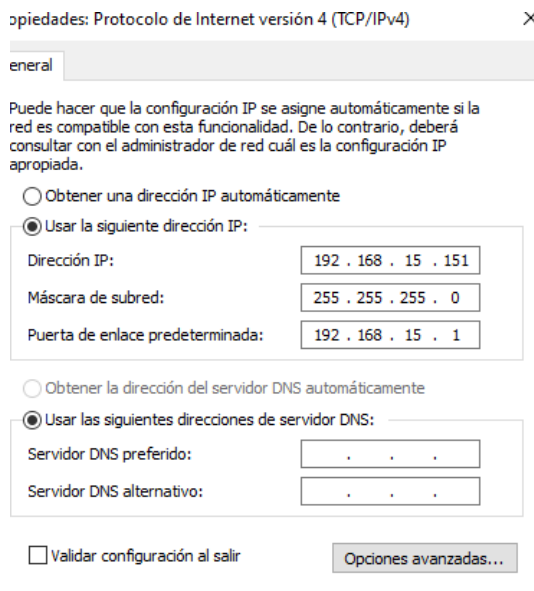 opiedades: Protocolo de Internet versión 4 (TCP/IPv4)
eneral
Puede hacer que la configuración IP se asigne automáticamente si la
red es compatible con esta funcionalidad. De lo contrario, deberá
consultar con el administrador de red cuál es la configuración IP
apropiada.
Obtener una dirección IP automáticamente
Usar la siguiente dirección IP:
Dirección IP: 192 . 168 . 15 . 151
Máscara de subred: 255 . 255 . 255 . 0
Puerta de enlace predeterminada: 192 . 168 . 15 . 1
Obtener la dirección del servidor DNS automáticamente
Usar las siguientes direcciones de servidor DNS:
Servidor DNS preferido: . . .
Servidor DNS alternativo: . . .
Validar configuración al salir
Opciones avanzadas...